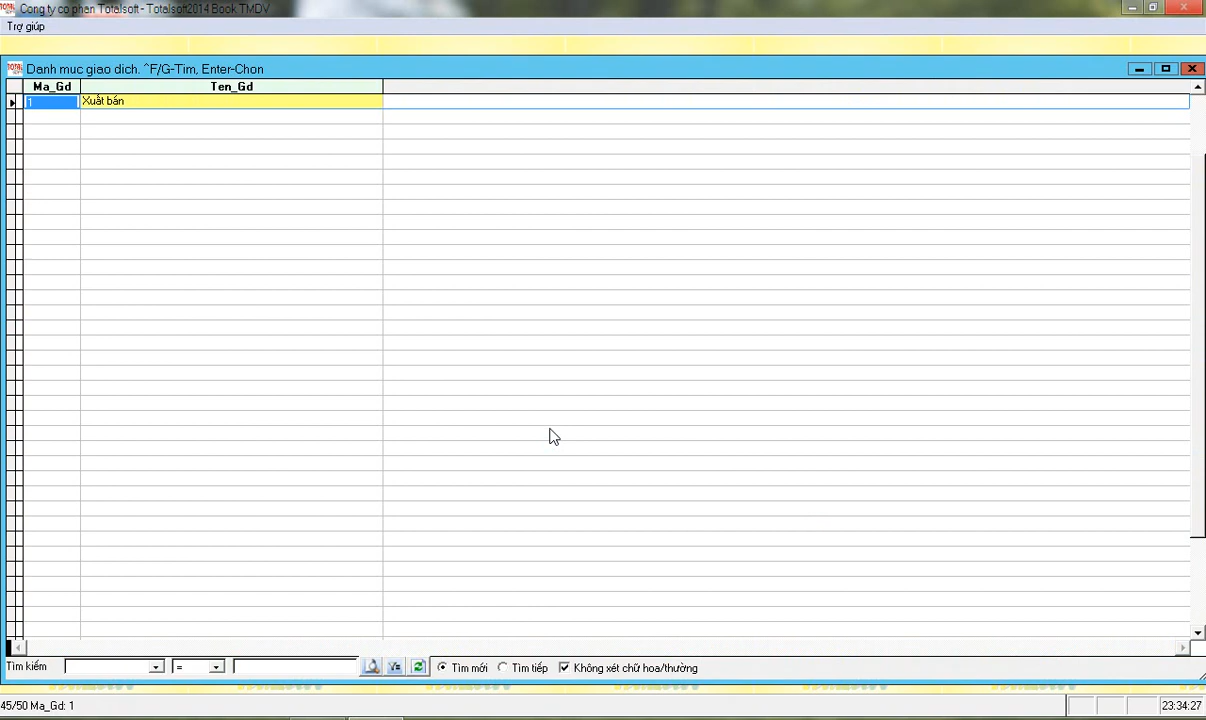 Cong ty co phan Totalsoft - Totalsoft2014 Book TMDV
Trợ giúp
Danh muc giao dich. ^F/G-Tim, Enter-Chon
Ma_Gd Ten_Gd
1 Xuất bán
Tìm kiếm = Tìm mới Tìm tiếp Không xét chữ hoa/thường
45/50 Ma_Gd: 1 23:34:27